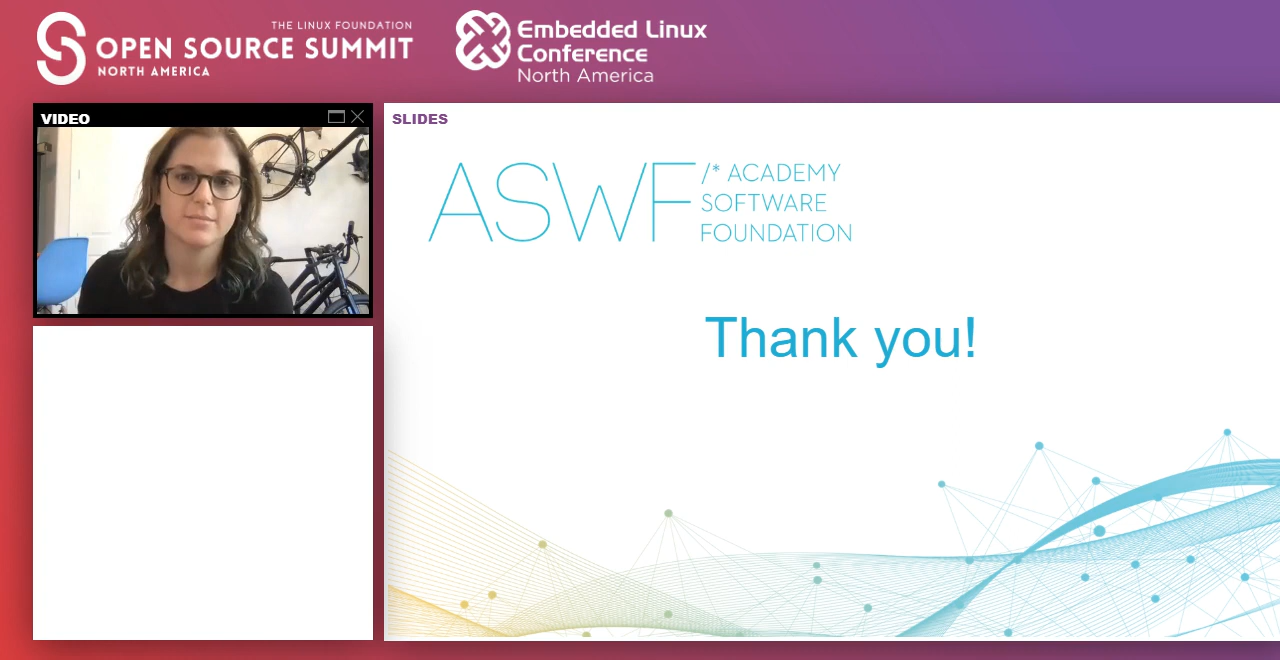 THE LINUX FOUNDATION
OPEN SOURCE SUMMIT
NORTH AMERICA
Embedded Linux
Conference
North America
VIDEO
SLIDES
ASWF /* ACADEMY
SOFTWARE
FOUNDATION
Thank you!